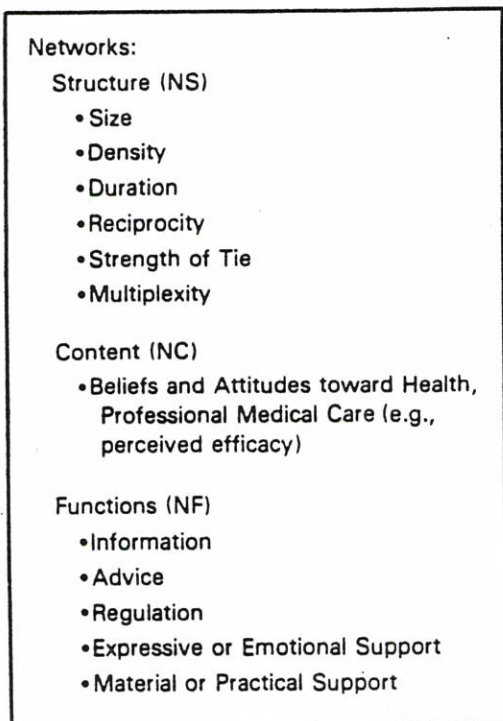 Networks:
Structure (NS)
• Size
• Density
• Duration
• Reciprocity
• Strength of Tie
• Multiplexity
Content (NC)
• Beliefs and Attitudes toward Health,
Professional Medical Care (e.g.,
perceived efficacy)
Functions (NF)
• Information
• Advice
• Regulation
• Expressive or Emotional Support
• Material or Practical Support